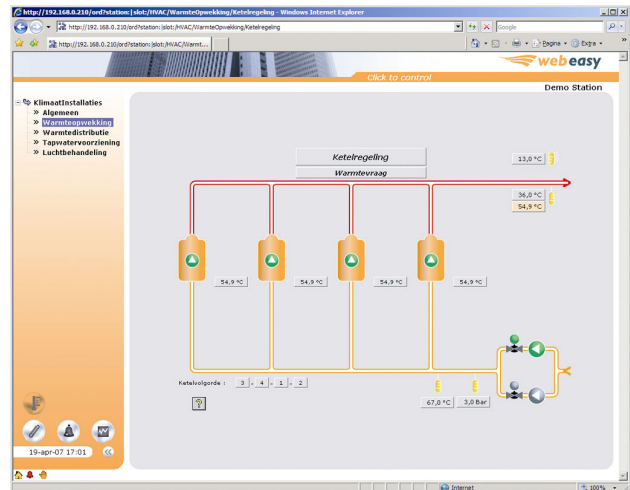 http://192.168.0.210/ord?station:|slot:/HVAC/WarmteOpwekking/Ketelregeling - Windows Internet Explorer
http://192.168.0.210/ord?station:|slot:/HVAC/WarmteOpwekking/Ketelregeling
Google
http://192.168.0.210/ord?station:|slot:/HVAC/Warmt...
Pagina
Extra
Click to control
webeasy
Demo Station
KlimaatInstallaties
» Algemeen
» Warmteopwekking
» Warmtedistributie
» Tapwatervoorziening
» Luchtbehandeling
Ketelregeling
Warmtevraag
13,0 °C
36,0 °C
54,9 °C
54,9 °C
54,9 °C
54,9 °C
54,9 °C
Ketelvolgorde : 3 - 4 - 1 - 2
?
67,0 °C
3,0 Bar
19-apr-07 17:01
Internet
100%